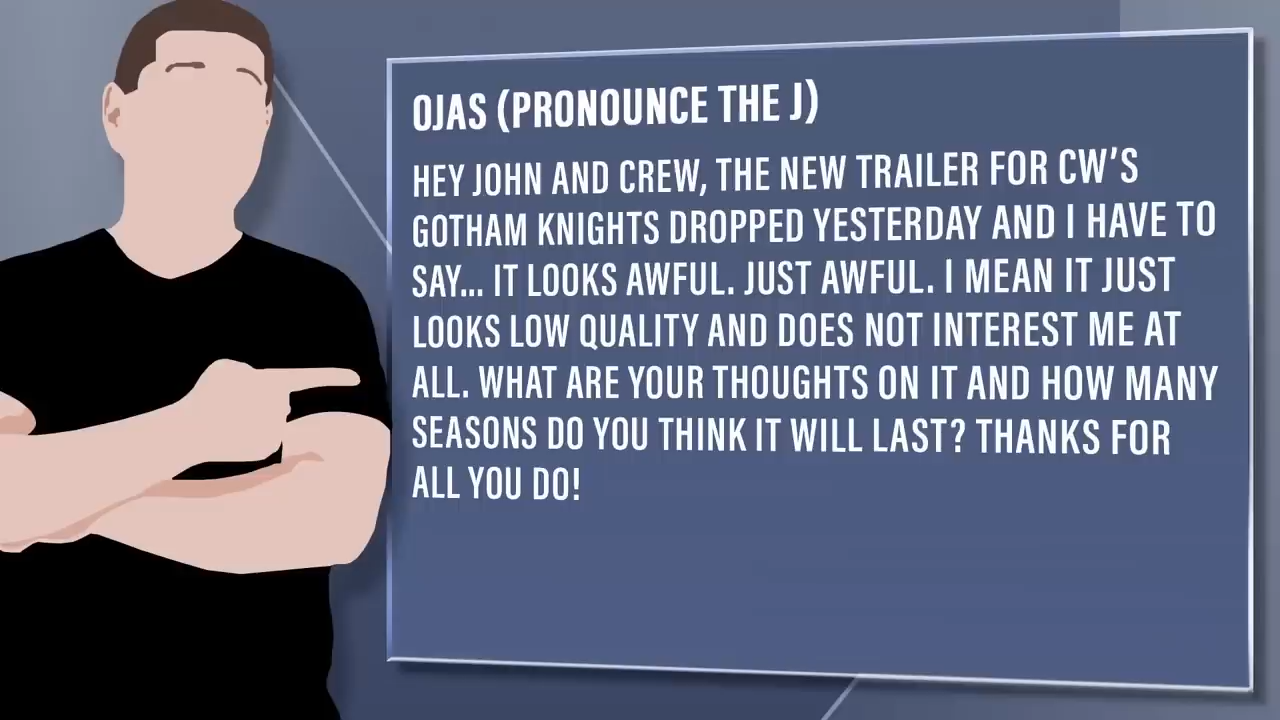 OJAS (PRONOUNCE THE J)
HEY JOHN AND CREW, THE NEW TRAILER FOR CW'S
GOTHAM KNIGHTS DROPPED YESTERDAY AND I HAVE TO
SAY... IT LOOKS AWFUL. JUST AWFUL. I MEAN IT JUST
LOOKS LOW QUALITY AND DOES NOT INTEREST ME AT
ALL. WHAT ARE YOUR THOUGHTS ON IT AND HOW MANY
SEASONS DO YOU THINK IT WILL LAST? THANKS FOR
ALL YOU DO!